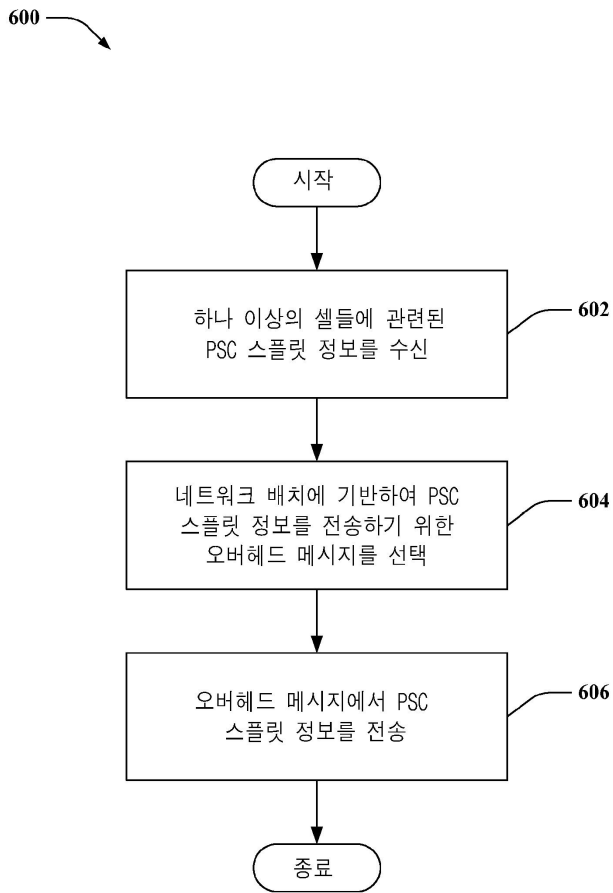 600
시작
하나 이상의 셀들에 관련된
PSC 스플릿 정보를 수신
602
네트워크 배치에 기반하여 PSC
스플릿 정보를 전송하기 위한
오버헤드 메시지를 선택
604
오버헤드 메시지에서 PSC
스플릿 정보를 전송
606
종료